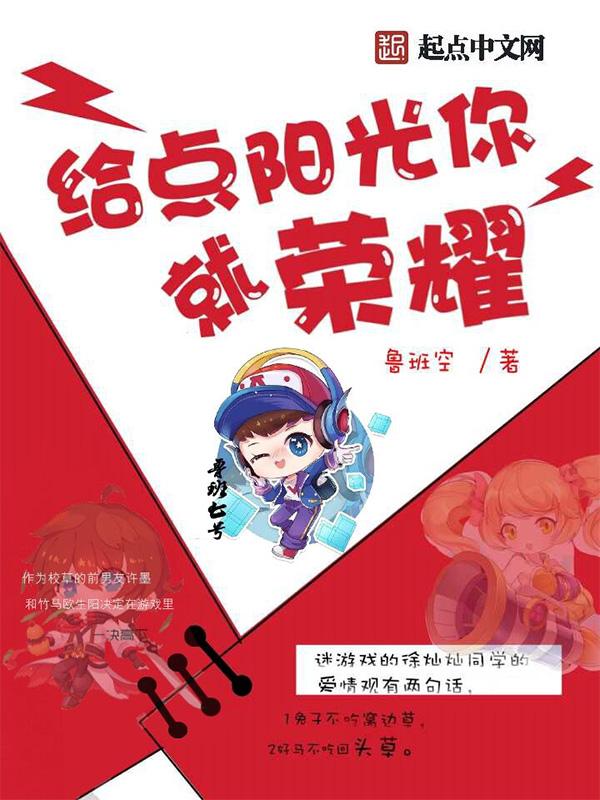 起点中文网
给点阳光你
就荣耀
鲁班空 /著
鲁班七号
作为校草的前男友许墨
和竹马欧生阳决定在游戏里
一决高下
迷游戏的徐灿灿同学的
爱情观有两句话，
1兔子不吃窝边草，
2好马不吃回头草。